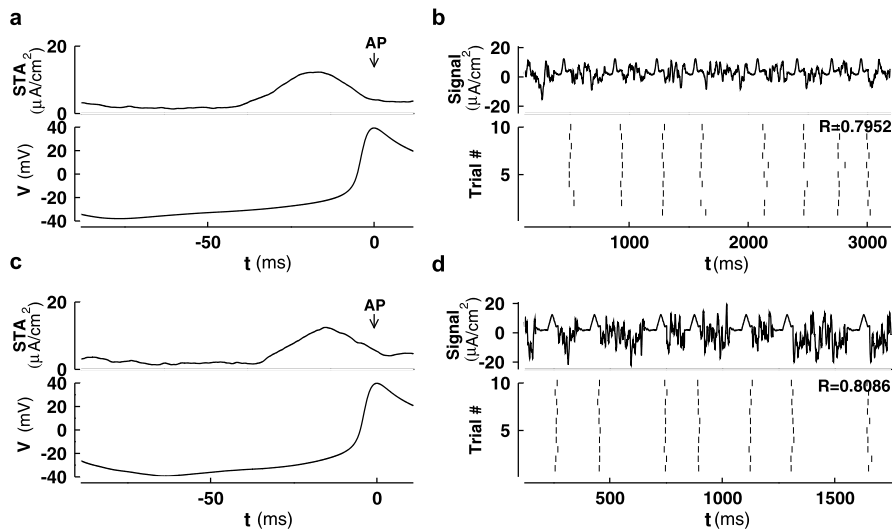 a
STA (μA/cm²)
20
0
AP
V (mV)
40
20
0
−20
−40
-50
0
t (ms)
b
Signal (μA/cm²)
20
0
−20
R=0.7952
Trial #
10
5
1000
2000
3000
t (ms)
c
STA (μA/cm²)
20
0
AP
V (mV)
40
20
0
−20
−40
-50
0
t (ms)
d
Signal (μA/cm²)
20
0
−20
R=0.8086
Trial #
10
5
500
1000
1500
t (ms)